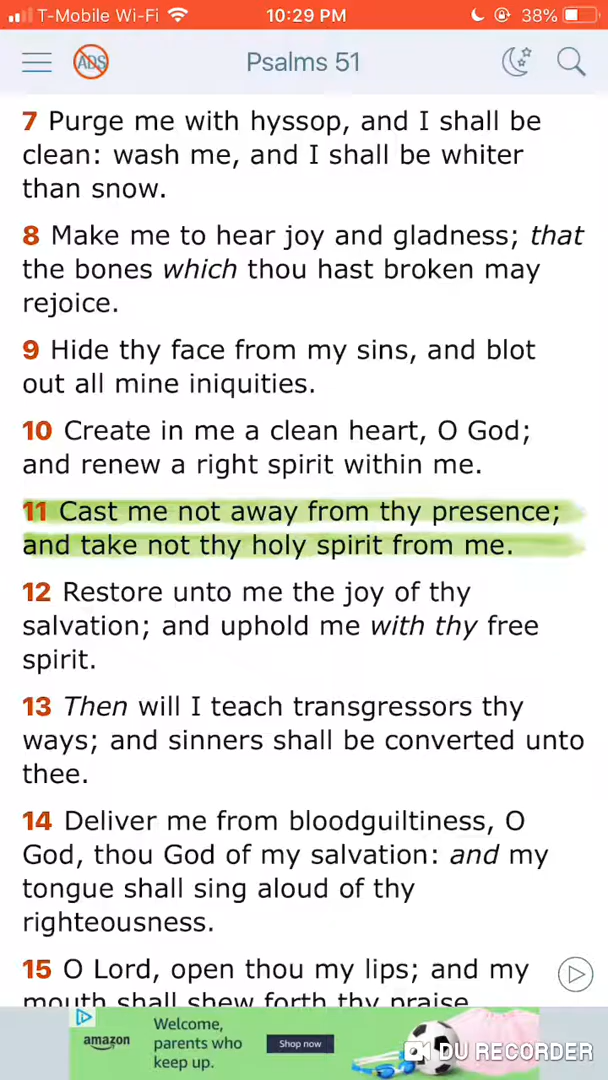 T-Mobile Wi-Fi 10:29 PM 38%
ADS Psalms 51
7 Purge me with hyssop, and I shall be
clean: wash me, and I shall be whiter
than snow.
8 Make me to hear joy and gladness; that
the bones which thou hast broken may
rejoice.
9 Hide thy face from my sins, and blot
out all mine iniquities.
10 Create in me a clean heart, O God;
and renew a right spirit within me.
11 Cast me not away from thy presence;
and take not thy holy spirit from me.
12 Restore unto me the joy of thy
salvation; and uphold me with thy free
spirit.
13 Then will I teach transgressors thy
ways; and sinners shall be converted unto
thee.
14 Deliver me from bloodguiltiness, O
God, thou God of my salvation: and my
tongue shall sing aloud of thy
righteousness.
15 O Lord, open thou my lips; and my
mouth shall shew forth thy praise
amazon
Welcome,
parents who
keep up.
Shop now
DU RECORDER